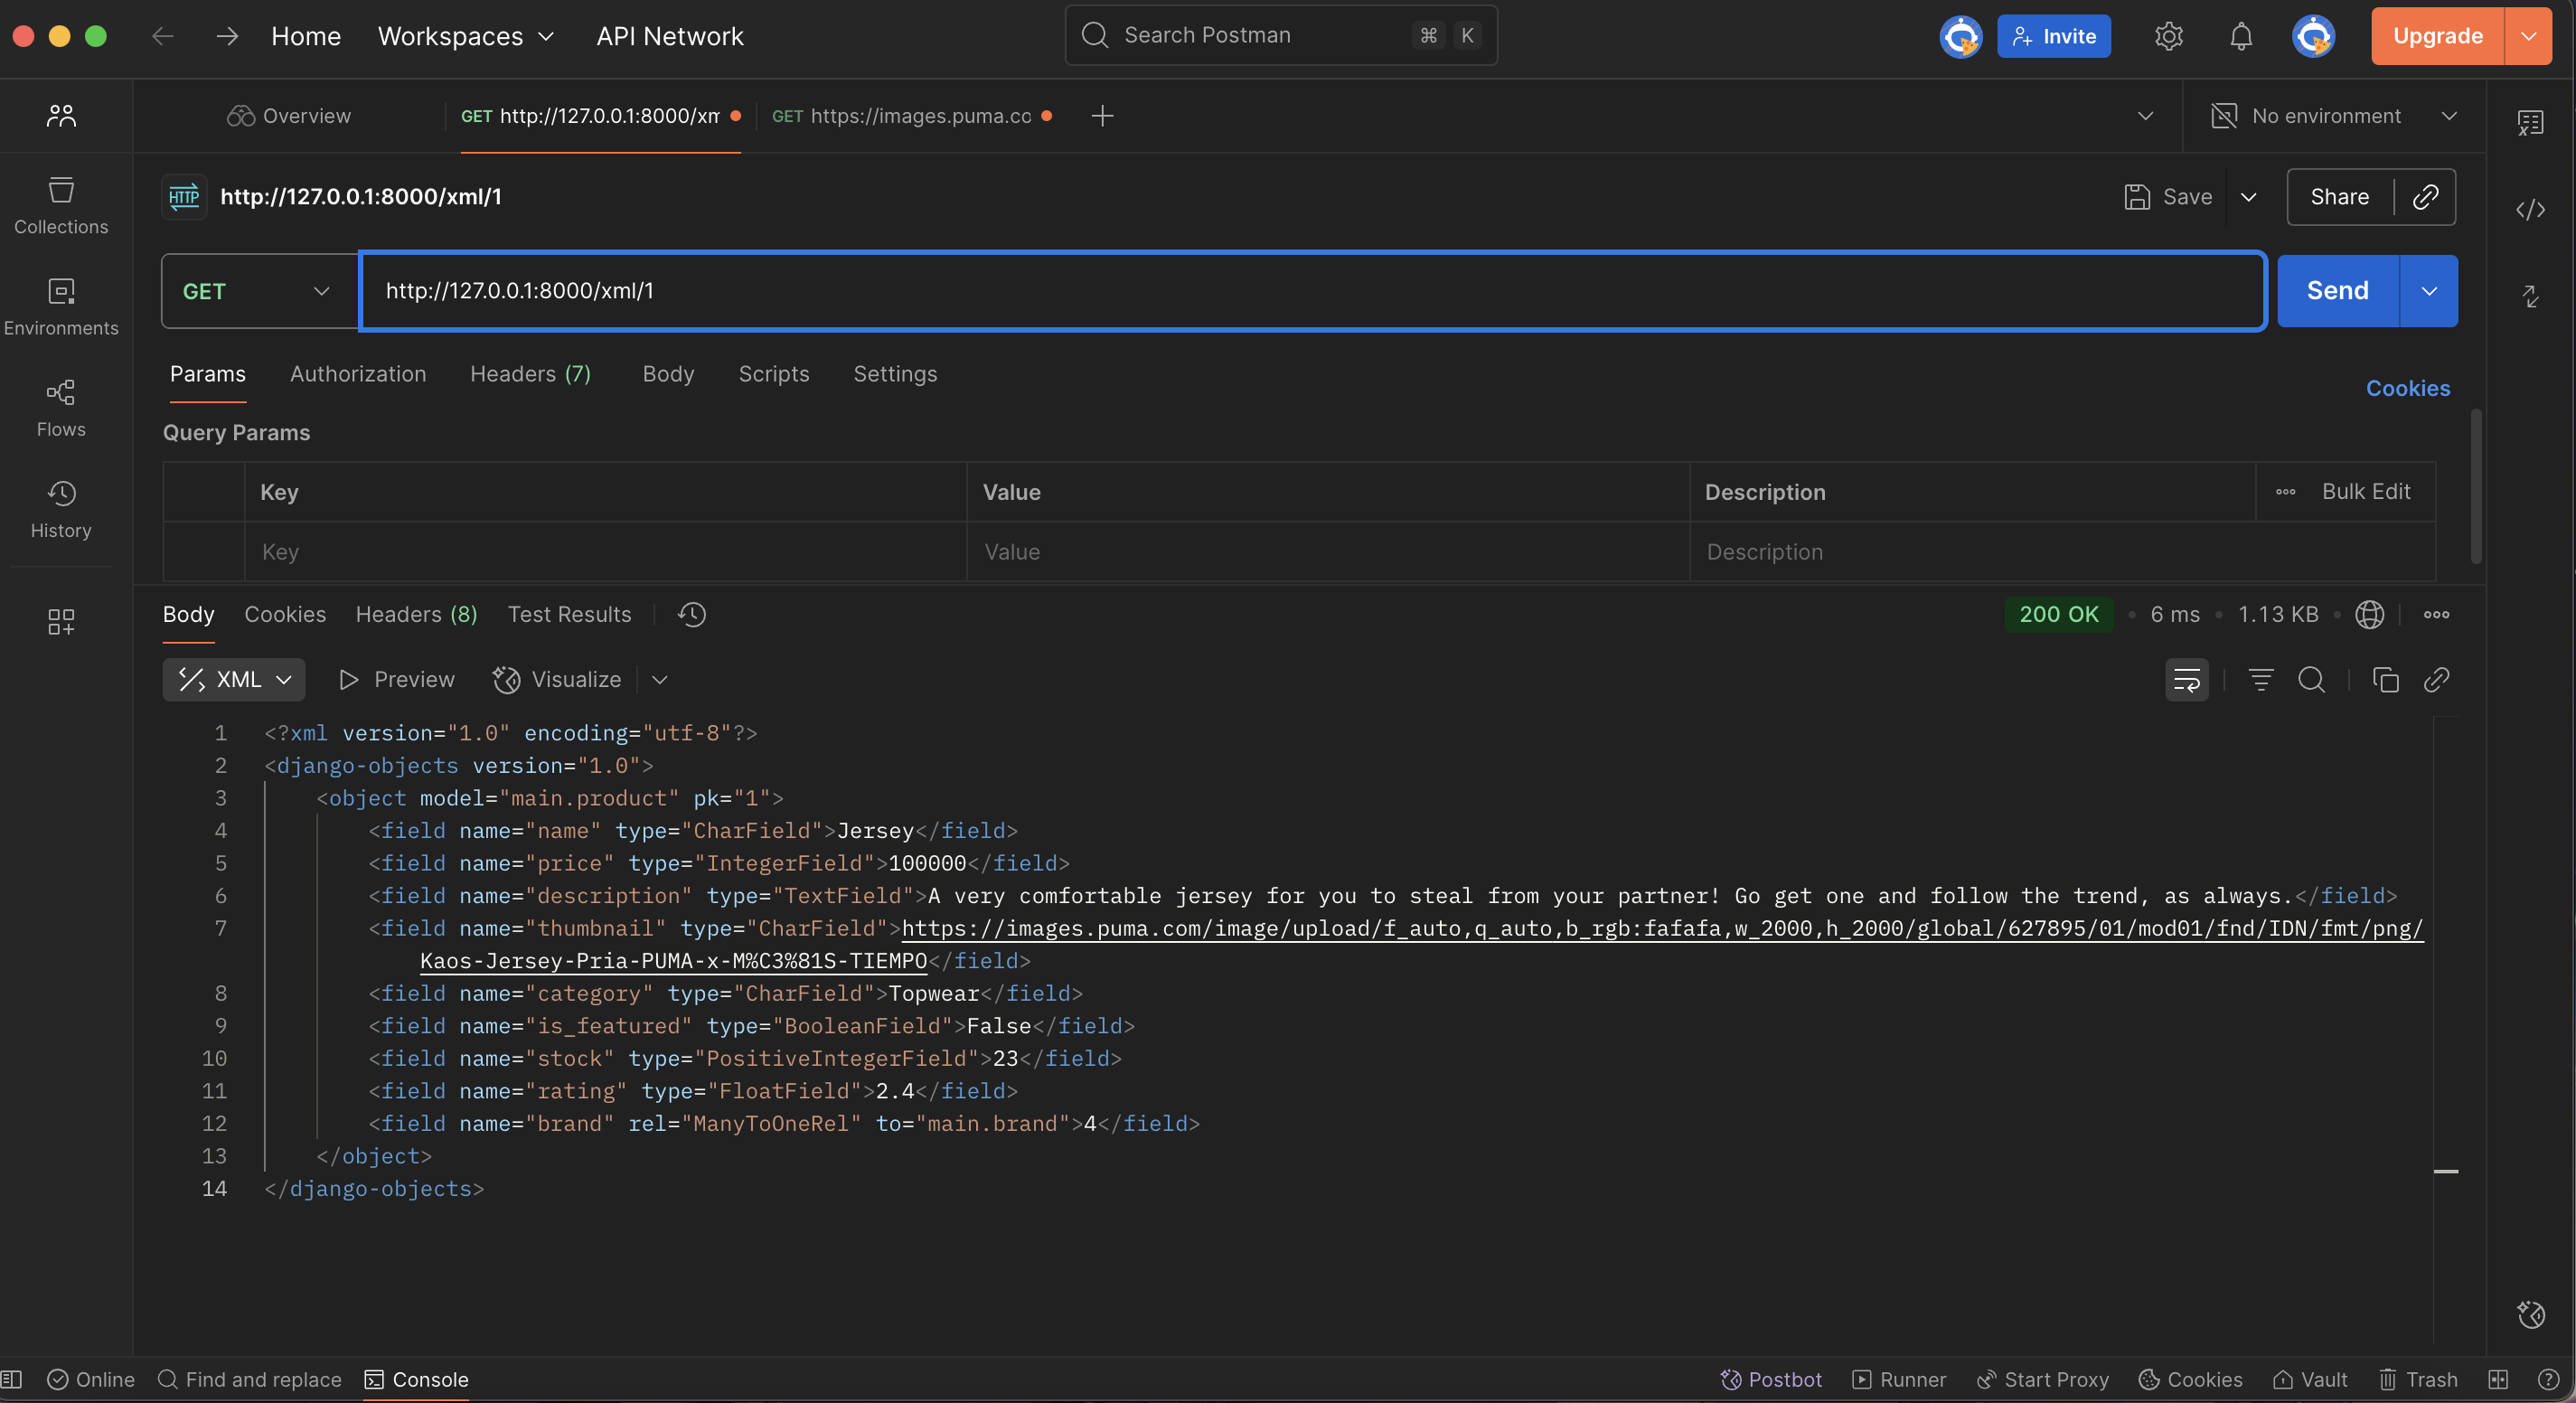 Home Workspaces API Network Search Postman ⌘ K Invite Upgrade
Overview GET http://127.0.0.1:8000/xm GET https://images.puma.co No environment
HTTP http://127.0.0.1:8000/xml/1 Save Share
Collections
GET http://127.0.0.1:8000/xml/1 Send
Environments
Params Authorization Headers (7) Body Scripts Settings Cookies
Flows
Query Params
Key Value Description Bulk Edit
History
Key Value Description
Body Cookies Headers (8) Test Results 200 OK • 6 ms • 1.13 KB •
XML Preview Visualize
1 <?xml version="1.0" encoding="utf-8"?>
2 <django-objects version="1.0">
3 <object model="main.product" pk="1">
4 <field name="name" type="CharField">Jersey</field>
5 <field name="price" type="IntegerField">100000</field>
6 <field name="description" type="TextField">A very comfortable jersey for you to steal from your partner! Go get one and follow the trend, as always.</field>
7 <field name="thumbnail" type="CharField">https://images.puma.com/image/upload/f_auto,q_auto,b_rgb:fafafa,w_2000,h_2000/global/627895/01/mod01/fnd/IDN/fmt/png/
Kaos-Jersey-Pria-PUMA-x-M%C3%81S-TIEMPO</field>
8 <field name="category" type="CharField">Topwear</field>
9 <field name="is_featured" type="BooleanField">False</field>
10 <field name="stock" type="PositiveIntegerField">23</field>
11 <field name="rating" type="FloatField">2.4</field>
12 <field name="brand" rel="ManyToOneRel" to="main.brand">4</field>
13 </object>
14 </django-objects>
Online Find and replace Console Postbot Runner Start Proxy Cookies Vault Trash